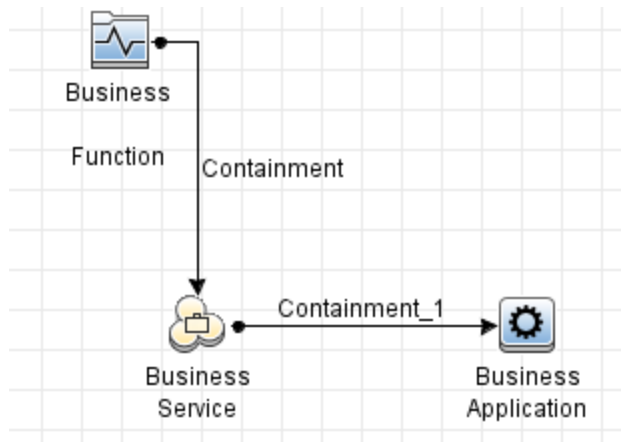 Business
Function
Containment
Containment_1
Business
Service
Business
Application